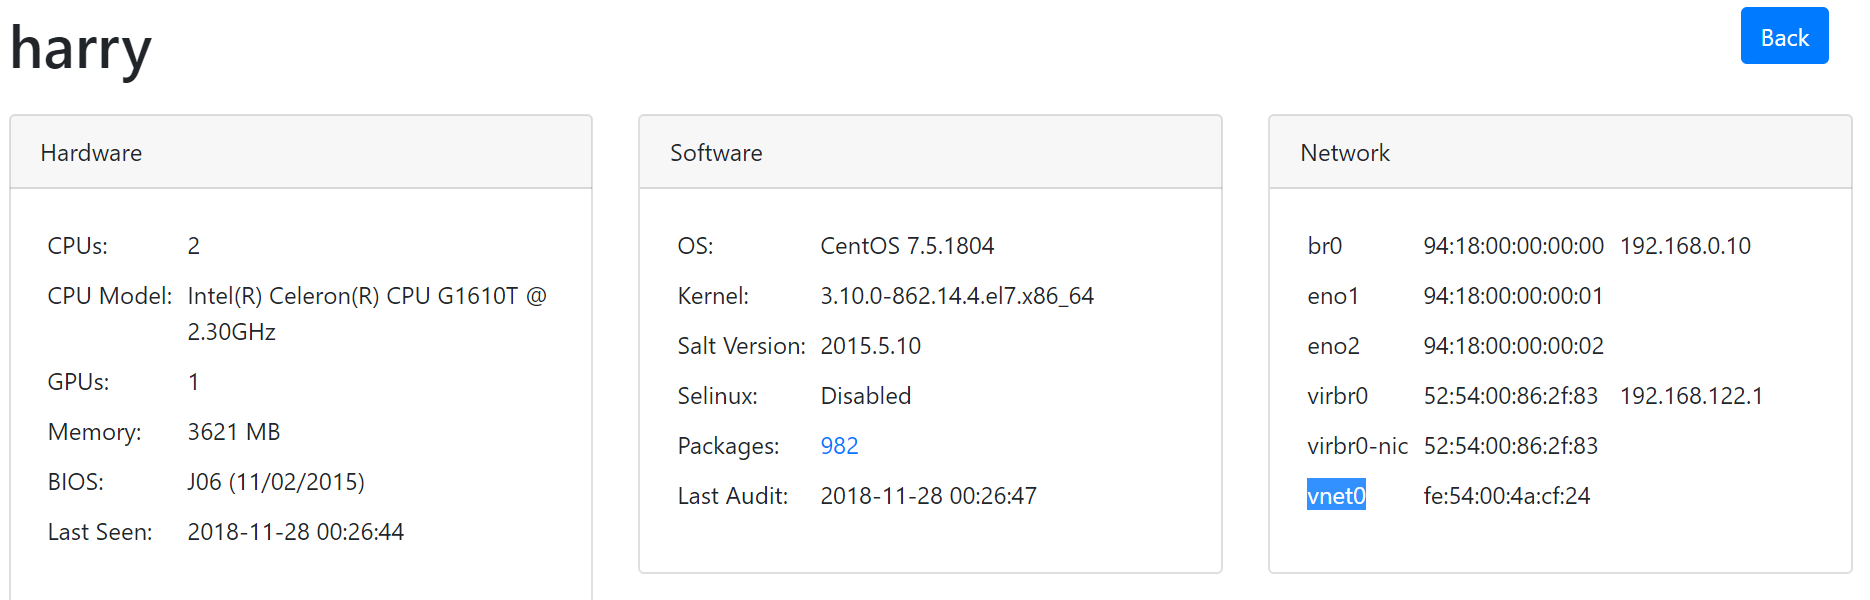 harry
Back
Hardware
CPUs: 2
CPU Model: Intel(R) Celeron(R) CPU G1610T @
2.30GHz
GPUs: 1
Memory: 3621 MB
BIOS: J06 (11/02/2015)
Last Seen: 2018-11-28 00:26:44
Software
OS: CentOS 7.5.1804
Kernel: 3.10.0-862.14.4.el7.x86_64
Salt Version: 2015.5.10
Selinux: Disabled
Packages: 982
Last Audit: 2018-11-28 00:26:47
Network
br0 94:18:00:00:00:00 192.168.0.10
eno1 94:18:00:00:00:01
eno2 94:18:00:00:00:02
virbr0 52:54:00:86:2f:83 192.168.122.1
virbr0-nic 52:54:00:86:2f:83
vnet0 fe:54:00:4a:cf:24